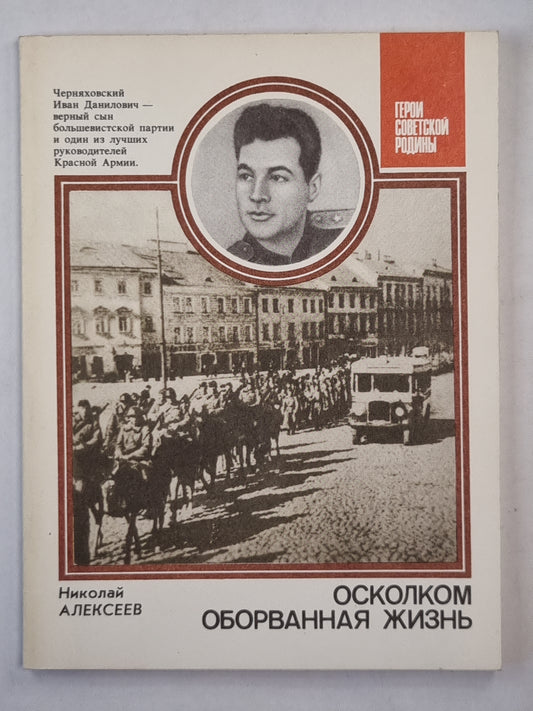 Черняховский
Иван Данилович —
верный сын
большевистской партии
и один из лучших
руководителей
Красной Армии.
ГЕРОИ
СОВЕТСКОЙ
РОДИНЫ
Николай
АЛЕКСЕЕВ
ОСКОЛКОМ
ОБОРВАННАЯ ЖИЗНЬ